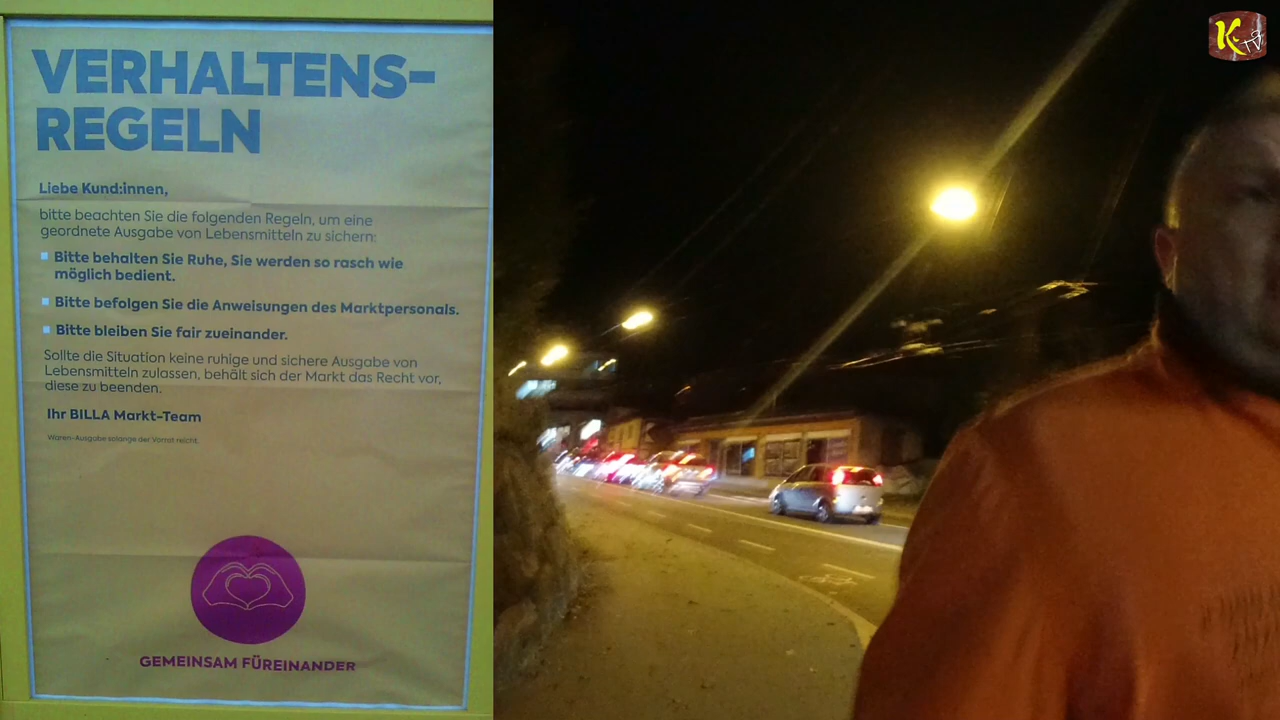 VERHALTENS-
REGELN
Liebe Kund:innen,
bitte beachten Sie die folgenden Regeln, um eine
geordnete Ausgabe von Lebensmitteln zu sichern:
Bitte behalten Sie Ruhe, Sie werden so rasch wie
möglich bedient.
Bitte befolgen Sie die Anweisungen des Marktpersonals.
Bitte bleiben Sie fair zueinander.
Sollte die Situation keine ruhige und sichere Ausgabe von
Lebensmitteln zulassen, behält sich der Markt das Recht vor,
diese zu beenden.
Ihr BILLA Markt-Team
Waren-Ausgabe solange der Vorrat reicht.
GEMEINSAM FÜREINANDER
K.TV